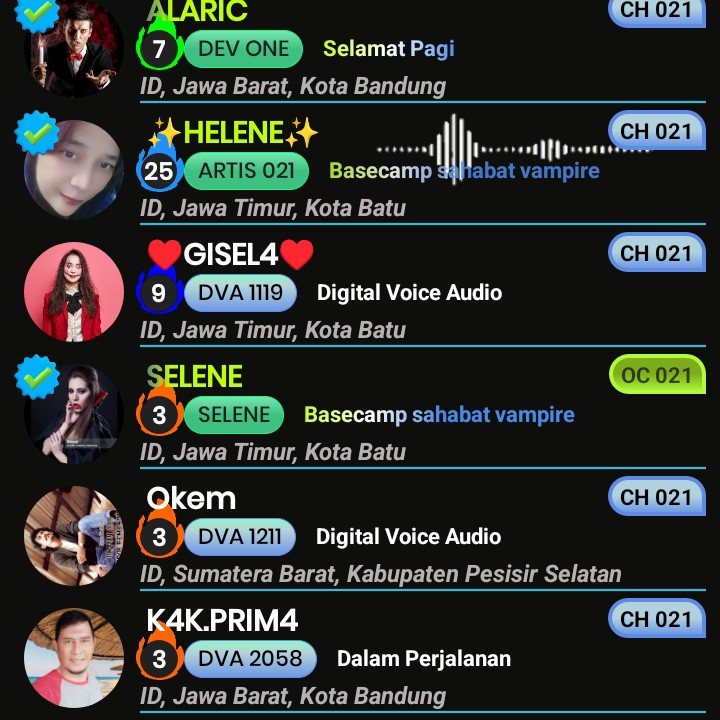 ALARIC
CH 021
7 DEV ONE Selamat Pagi
ID, Jawa Barat, Kota Bandung
✨HELENE✨
CH 021
25 ARTIS 021 Basecamp sahabat vampire
ID, Jawa Timur, Kota Batu
❤️GISEL4❤️
CH 021
9 DVA 1119 Digital Voice Audio
ID, Jawa Timur, Kota Batu
SELENE
OC 021
3 SELENE Basecamp sahabat vampire
ID, Jawa Timur, Kota Batu
Okem
CH 021
3 DVA 1211 Digital Voice Audio
ID, Sumatera Barat, Kabupaten Pesisir Selatan
K4K.PRIM4
CH 021
3 DVA 2058 Dalam Perjalanan
ID, Jawa Barat, Kota Bandung